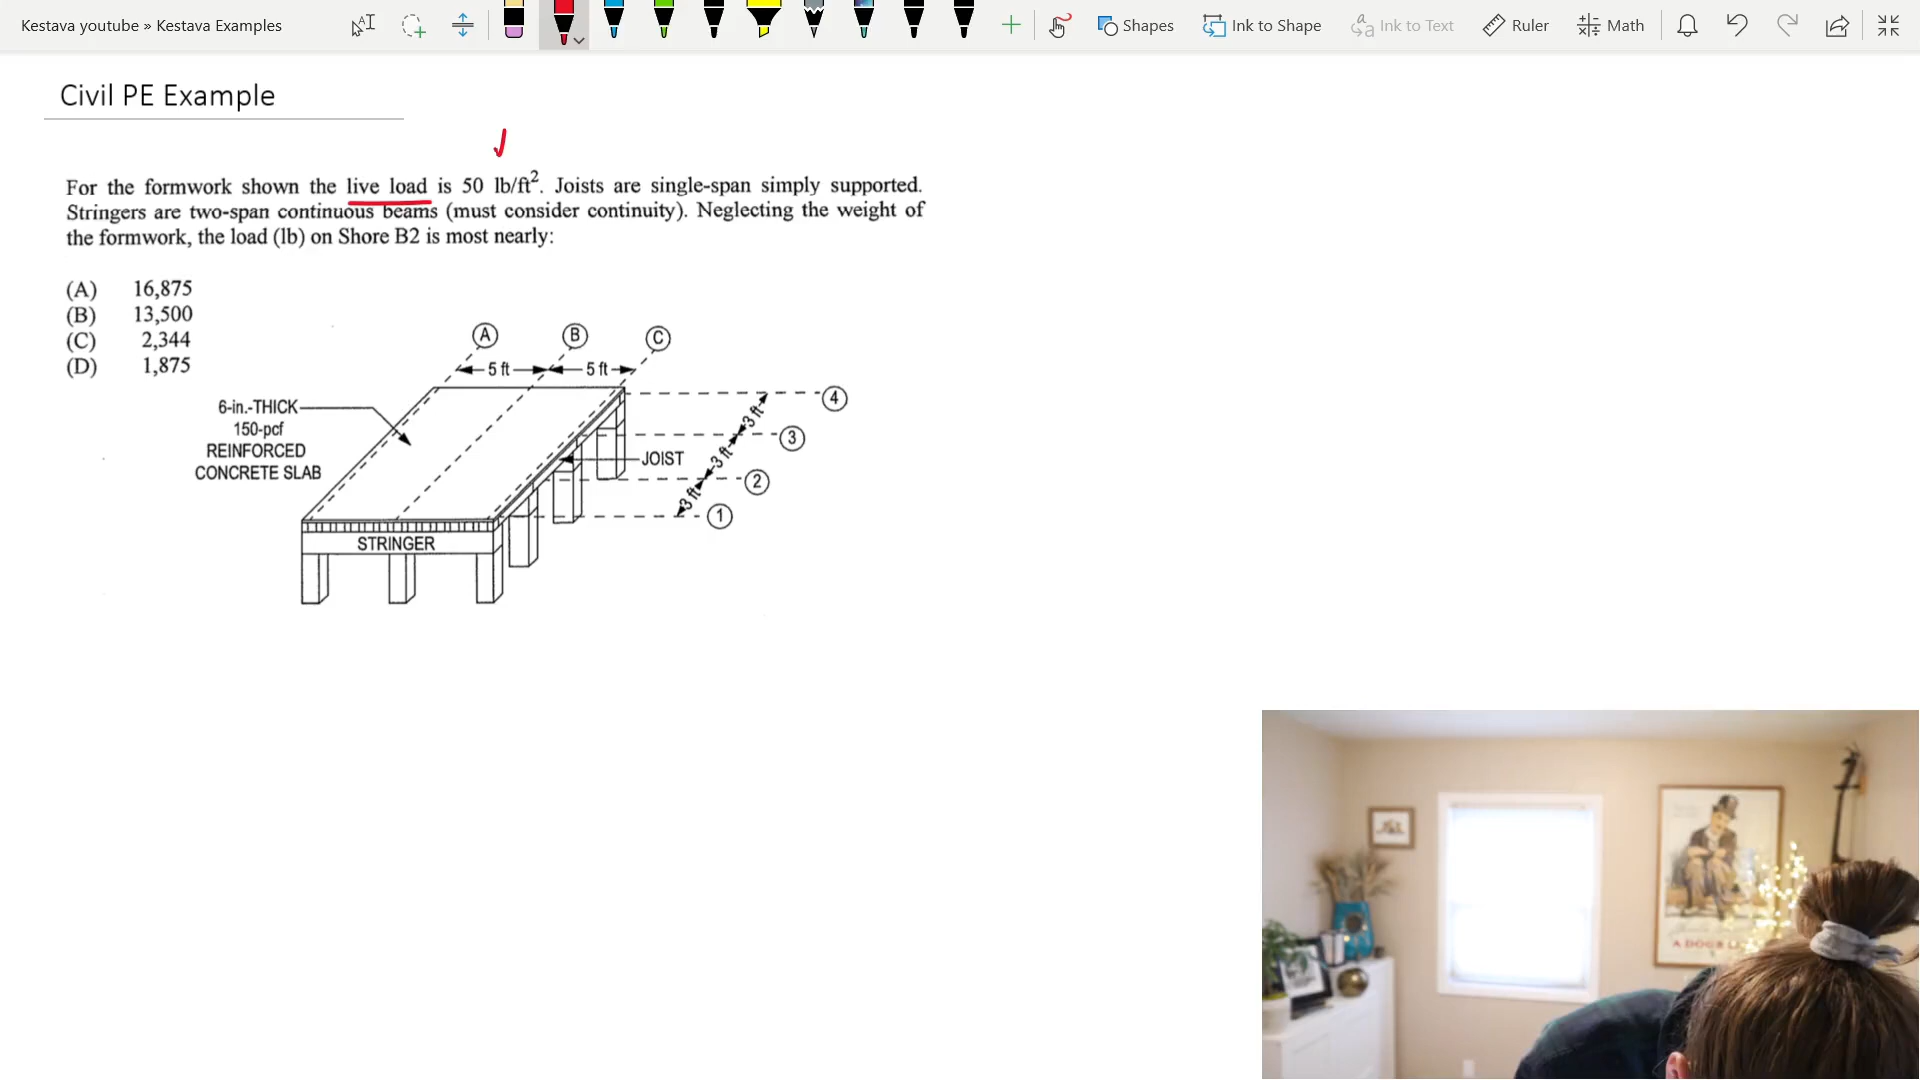 Kestava youtube » Kestava Examples
Shapes
Ink to Shape
Ink to Text
Ruler
Math
Civil PE Example
For the formwork shown the live load is 50 lb/ft². Joists are single-span simply supported.
Stringers are two-span continuous beams (must consider continuity). Neglecting the weight of
the formwork, the load (lb) on Shore B2 is most nearly:
(A) 16,875
(B) 13,500
(C) 2,344
(D) 1,875
A
B
C
5 ft
5 ft
6-in.-THICK
150-pcf
REINFORCED
CONCRETE SLAB
4
3 ft
3
3 ft
JOIST
2
3 ft
1
STRINGER